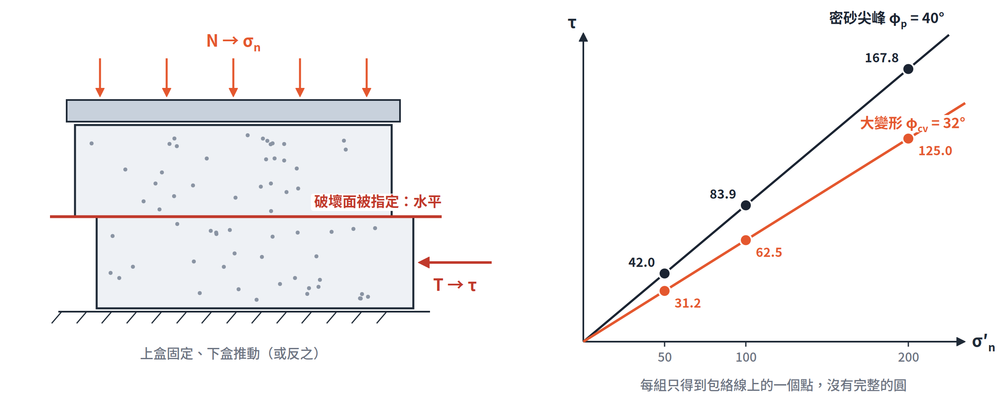 N → σn
破壞面被指定：水平
T → τ
上盒固定、下盒推動（或反之）
τ
密砂尖峰 φp = 40°
167.8
大變形 φcv = 32°
125.0
83.9
62.5
42.0
31.2
σ′n
50
100
200
每組只得到包絡線上的一個點，沒有完整的圓